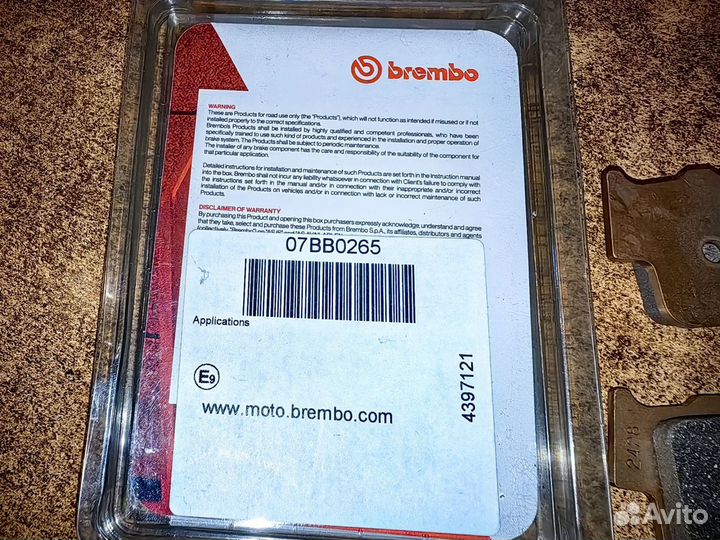 brembo
WARNING
These are Products for road use only (the "Products"), which will not function as intended if misused or if not
installed properly to the correct specifications.
Brembo's Products shall be installed by highly qualified and competent professionals, who have been
specifically trained to use such kind of products and experienced in the installation and proper operation of
brake system. The Products shall be subject to periodic maintenance.
The installer of any brake component has the care and responsibility of the suitability of the component for
that particular application.
Detailed instructions for installation and maintenance of such Products are set forth in the instruction manual
into the box. Brembo shall not incur any liability whatsoever in connection with Client's failure to comply with
the instructions set forth in the manual and/or in connection with their inappropriate and/or incorrect
installation of the Products on vehicles and/or in connection with lack or incorrect maintenance of such
Products.
DISCLAIMER OF WARRANTY
By purchasing this Product and opening this box purchasers expressly acknowledge, understand and agree
that they take, select and purchase these Products from Brembo S.p.A., its affiliates, distributors and agents
07BB0265
Applications
E9
www.moto.brembo.com
4397121
Avito